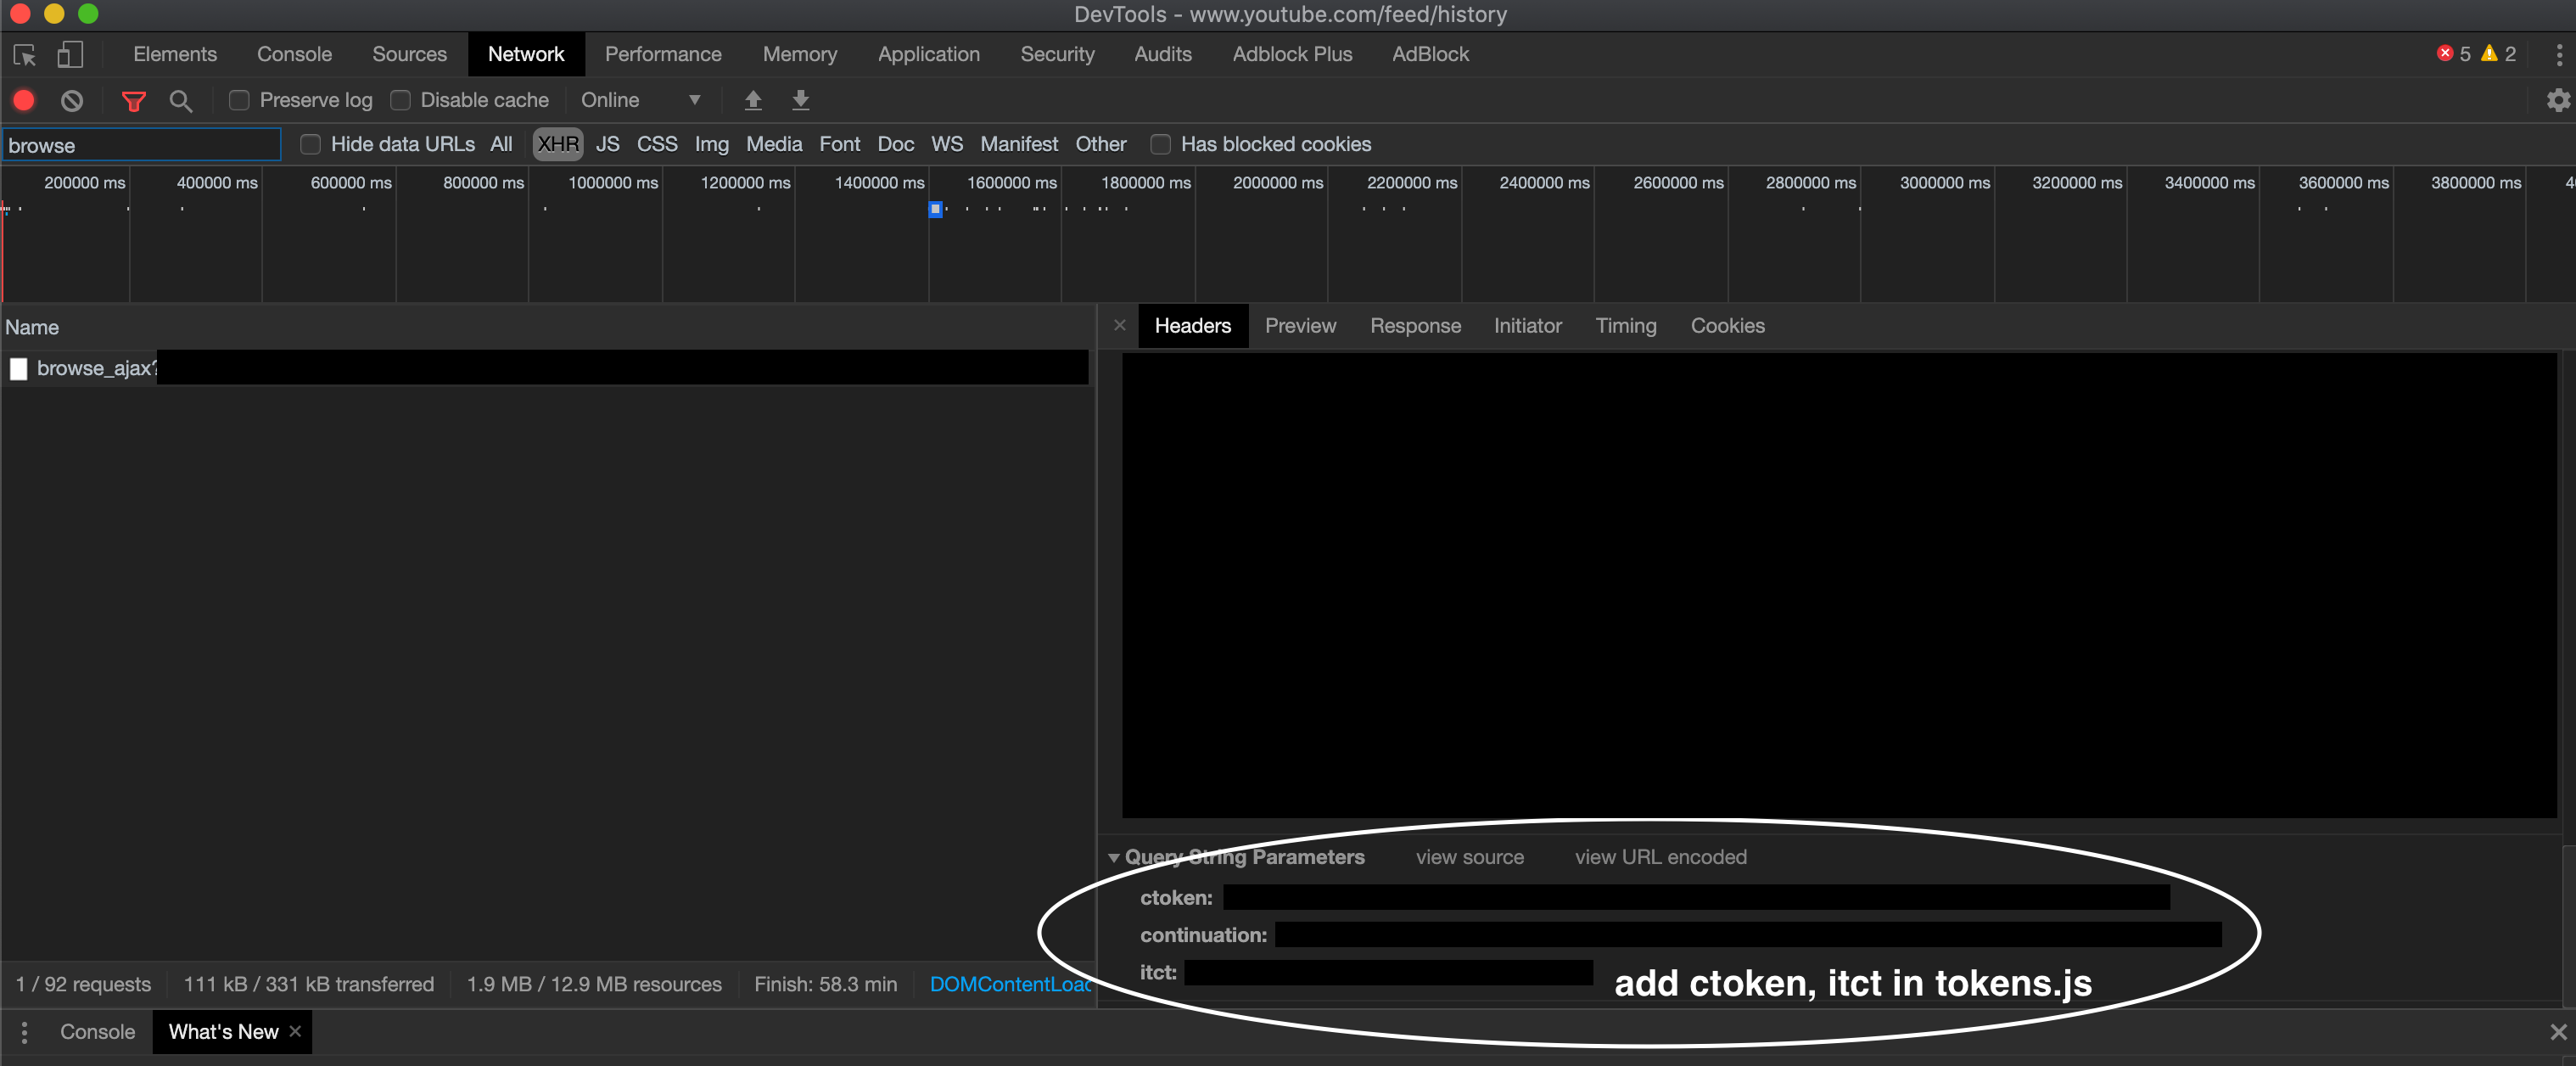 DevTools - www.youtube.com/feed/history
Elements Console Sources Network Performance Memory Application Security Audits Adblock Plus AdBlock 5 2
Preserve log Disable cache Online
browse Hide data URLs All XHR JS CSS Img Media Font Doc WS Manifest Other Has blocked cookies
200000 ms 400000 ms 600000 ms 800000 ms 1000000 ms 1200000 ms 1400000 ms 1600000 ms 1800000 ms 2000000 ms 2200000 ms 2400000 ms 2600000 ms 2800000 ms 3000000 ms 3200000 ms 3400000 ms 3600000 ms 3800000 ms
Name
Headers Preview Response Initiator Timing Cookies
browse_ajax?
Query String Parameters view source view URL encoded
ctoken:
continuation:
itct:
add ctoken, itct in tokens.js
1 / 92 requests 111 kB / 331 kB transferred 1.9 MB / 12.9 MB resources Finish: 58.3 min DOMContentLoad
Console What's New